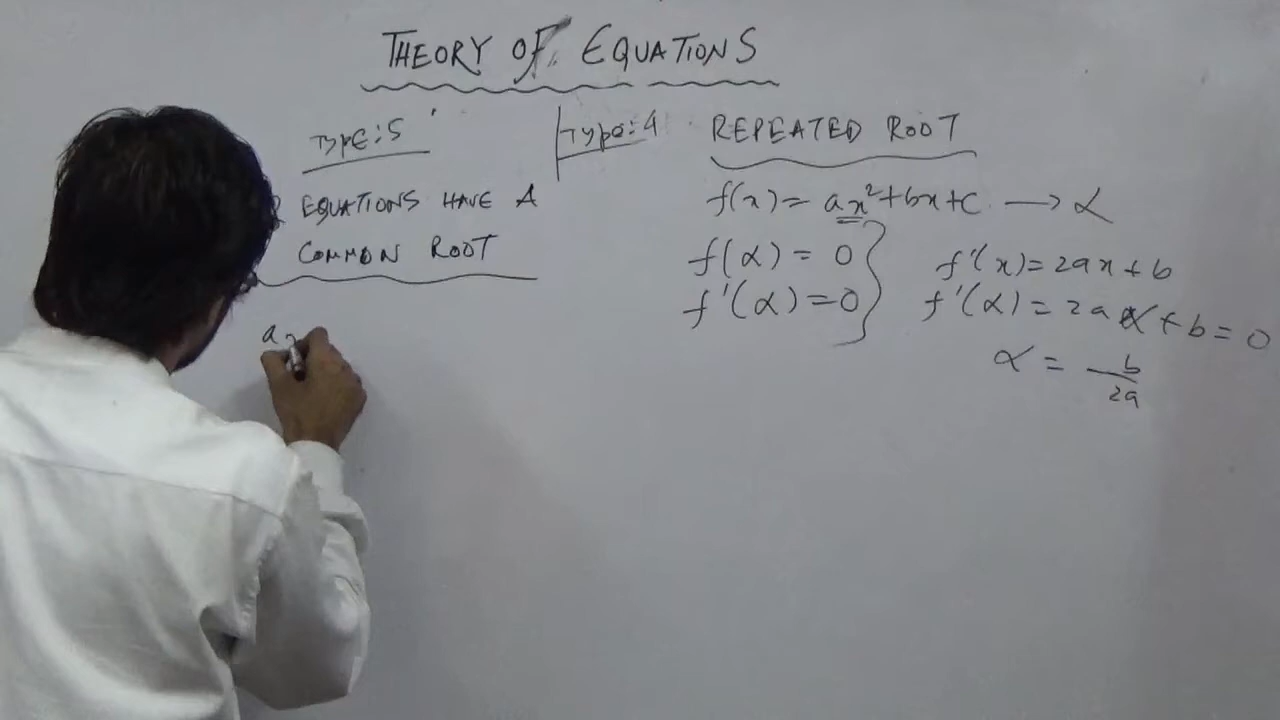 THEORY OF EQUATIONS
TYPE:5
EQUATIONS HAVE A
COMMON ROOT
Type:4
REPEATED ROOT
f(x) = ax²+bx+c → α
f(α) = 0
f'(α) = 0
f'(x) = 2ax + b
f'(α) = 2aα + b = 0
α = -b/2a